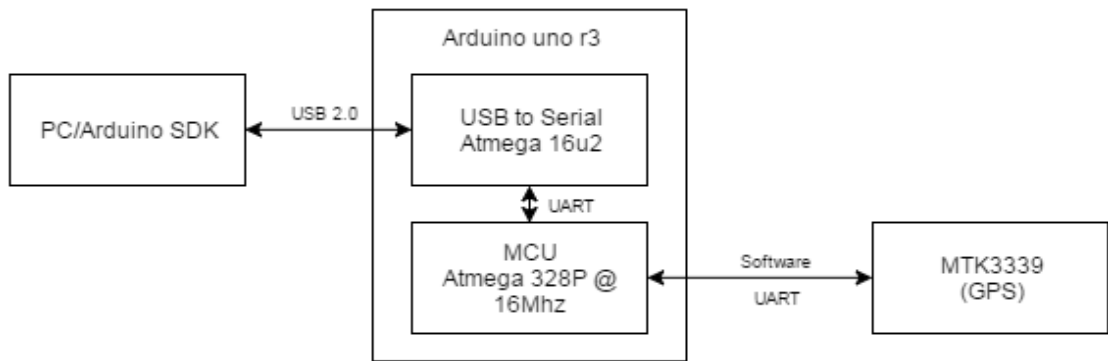 Arduino uno r3
PC/Arduino SDK
USB 2.0
USB to Serial
Atmega 16u2
UART
MCU
Atmega 328P @
16Mhz
Software
UART
MTK3339
(GPS)